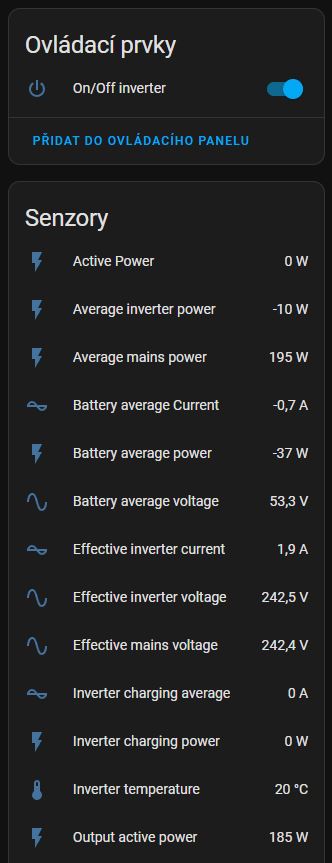 Ovládací prvky
On/Off inverter
PŘIDAT DO OVLÁDACÍHO PANELU
Senzory
Active Power 0 W
Average inverter power -10 W
Average mains power 195 W
Battery average Current -0,7 A
Battery average power -37 W
Battery average voltage 53,3 V
Effective inverter current 1,9 A
Effective inverter voltage 242,5 V
Effective mains voltage 242,4 V
Inverter charging average 0 A
Inverter charging power 0 W
Inverter temperature 20 °C
Output active power 185 W